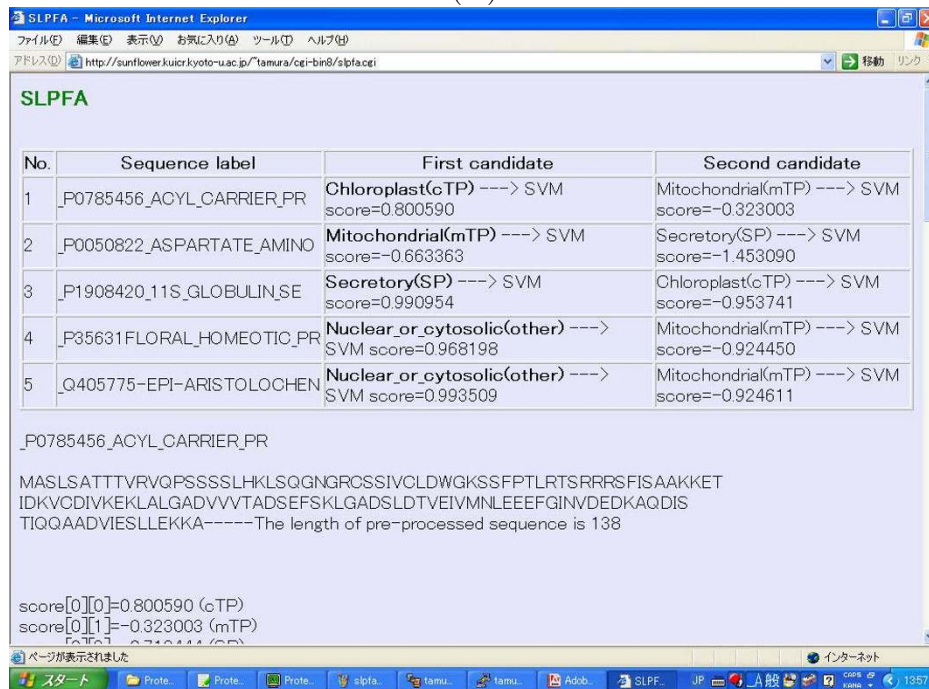 SLPFA - Microsoft Internet Explorer
ファイル(F) 編集(E) 表示(V) お気に入り(A) ツール(T) ヘルプ(H)
アドレス(D) http://sunflower.kuicr.kyoto-u.ac.jp/~tamura/cgi-bin8/slpfa.cgi 移動 リンク
SLPFA
No. Sequence label First candidate Second candidate
1 _P0785456_ACYL_CARRIER_PR Chloroplast(cTP) ---> SVM score=0.800590 Mitochondrial(mTP) ---> SVM score=-0.323003
2 _P0050822_ASPARTATE_AMINO Mitochondrial(mTP) ---> SVM score=-0.663363 Secretory(SP) ---> SVM score=-1.453090
3 _P1908420_11S_GLOBULIN_SE Secretory(SP) ---> SVM score=0.990954 Chloroplast(cTP) ---> SVM score=-0.953741
4 _P35631FLORAL_HOMEOTIC_PR Nuclear_or_cytosolic(other) ---> SVM score=0.968198 Mitochondrial(mTP) ---> SVM score=-0.924450
5 _Q405775-EPI-ARISTOLOCHEN Nuclear_or_cytosolic(other) ---> SVM score=0.993509 Mitochondrial(mTP) ---> SVM score=-0.924611
_P0785456_ACYL_CARRIER_PR
MASLSATTTVRVQPSSSSLHKLSQGNGRCSSIVCLDWGKSSFPTLRTSRRRSFISAAKKET
IDKVCDIVKEKLALGADVVVTADSEFSKLGADSLDTVEIVMNLEEEFGINVDEDKAQDIS
TIQQAADVIESLLEKKA-----The length of pre-processed sequence is 138
score[0][0]=0.800590 (cTP)
score[0][1]=-0.323003 (mTP)
ページが表示されました インターネット
スタート Prote... Prote... Prote... slpfa... tamu... tamu... Adob... SLPF... JP A 般 CAPS KANA 13:57